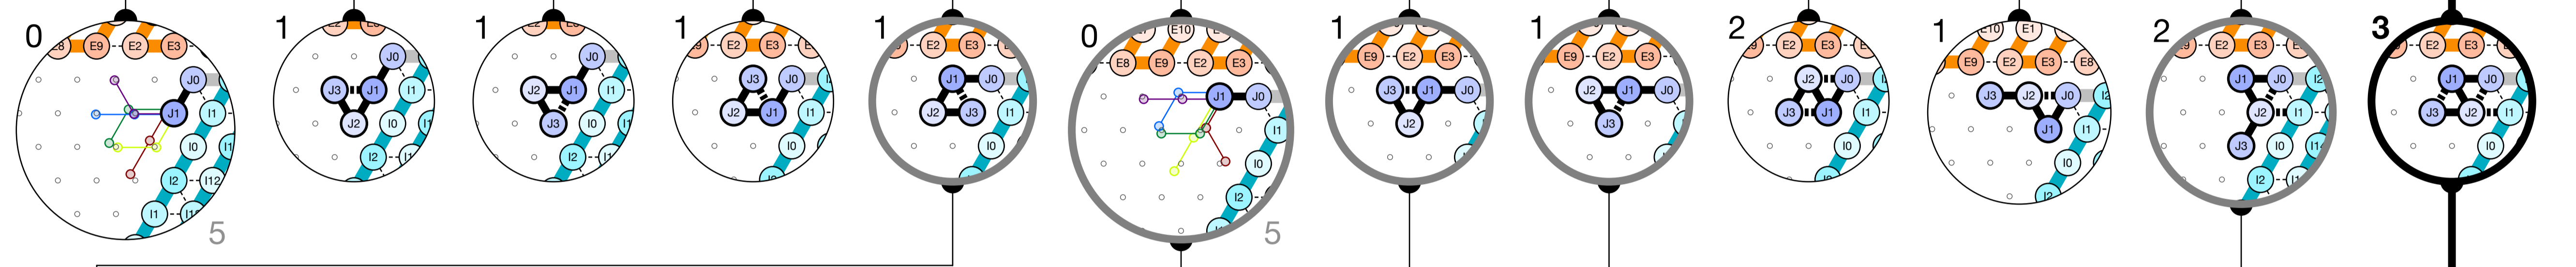 0 E8 E9 E2 E3 J0 J1 I1 I0 I1 I2 I12 I1 5
1 J0 J3 J1 I1 J2 I0 I2
1 J0 J2 J1 I1 J3 I0 I2
1 E2 E3 J3 J0 J2 J1 I1 I0
1 E2 E3 J1 J0 J2 J3 I1 I0
0 E10 E8 E9 E2 E3 J1 J0 I1 I0 I2 5
1 E9 E2 E3 J3 J1 J0 J2
1 E9 E2 E3 J2 J1 J0 J3
2 E2 E3 J2 J0 J3 J1 I1 I0
1 E10 E1 E9 E2 E3 E8 J3 J2 J0 J1 I1 I0 I2
2 E2 E3 J1 J0 I2 J2 I1 J3 I0 I2
3 E2 E3 J1 J0 J3 J2 I1 I0